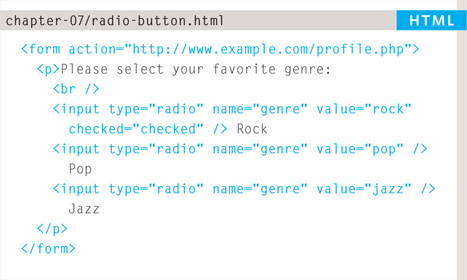 chapter-07/radio-button.html HTML
<form action="http://www.example.com/profile.php">
<p>Please select your favorite genre:
<br />
<input type="radio" name="genre" value="rock"
checked="checked" /> Rock
<input type="radio" name="genre" value="pop" />
Pop
<input type="radio" name="genre" value="jazz" />
Jazz
</p>
</form>